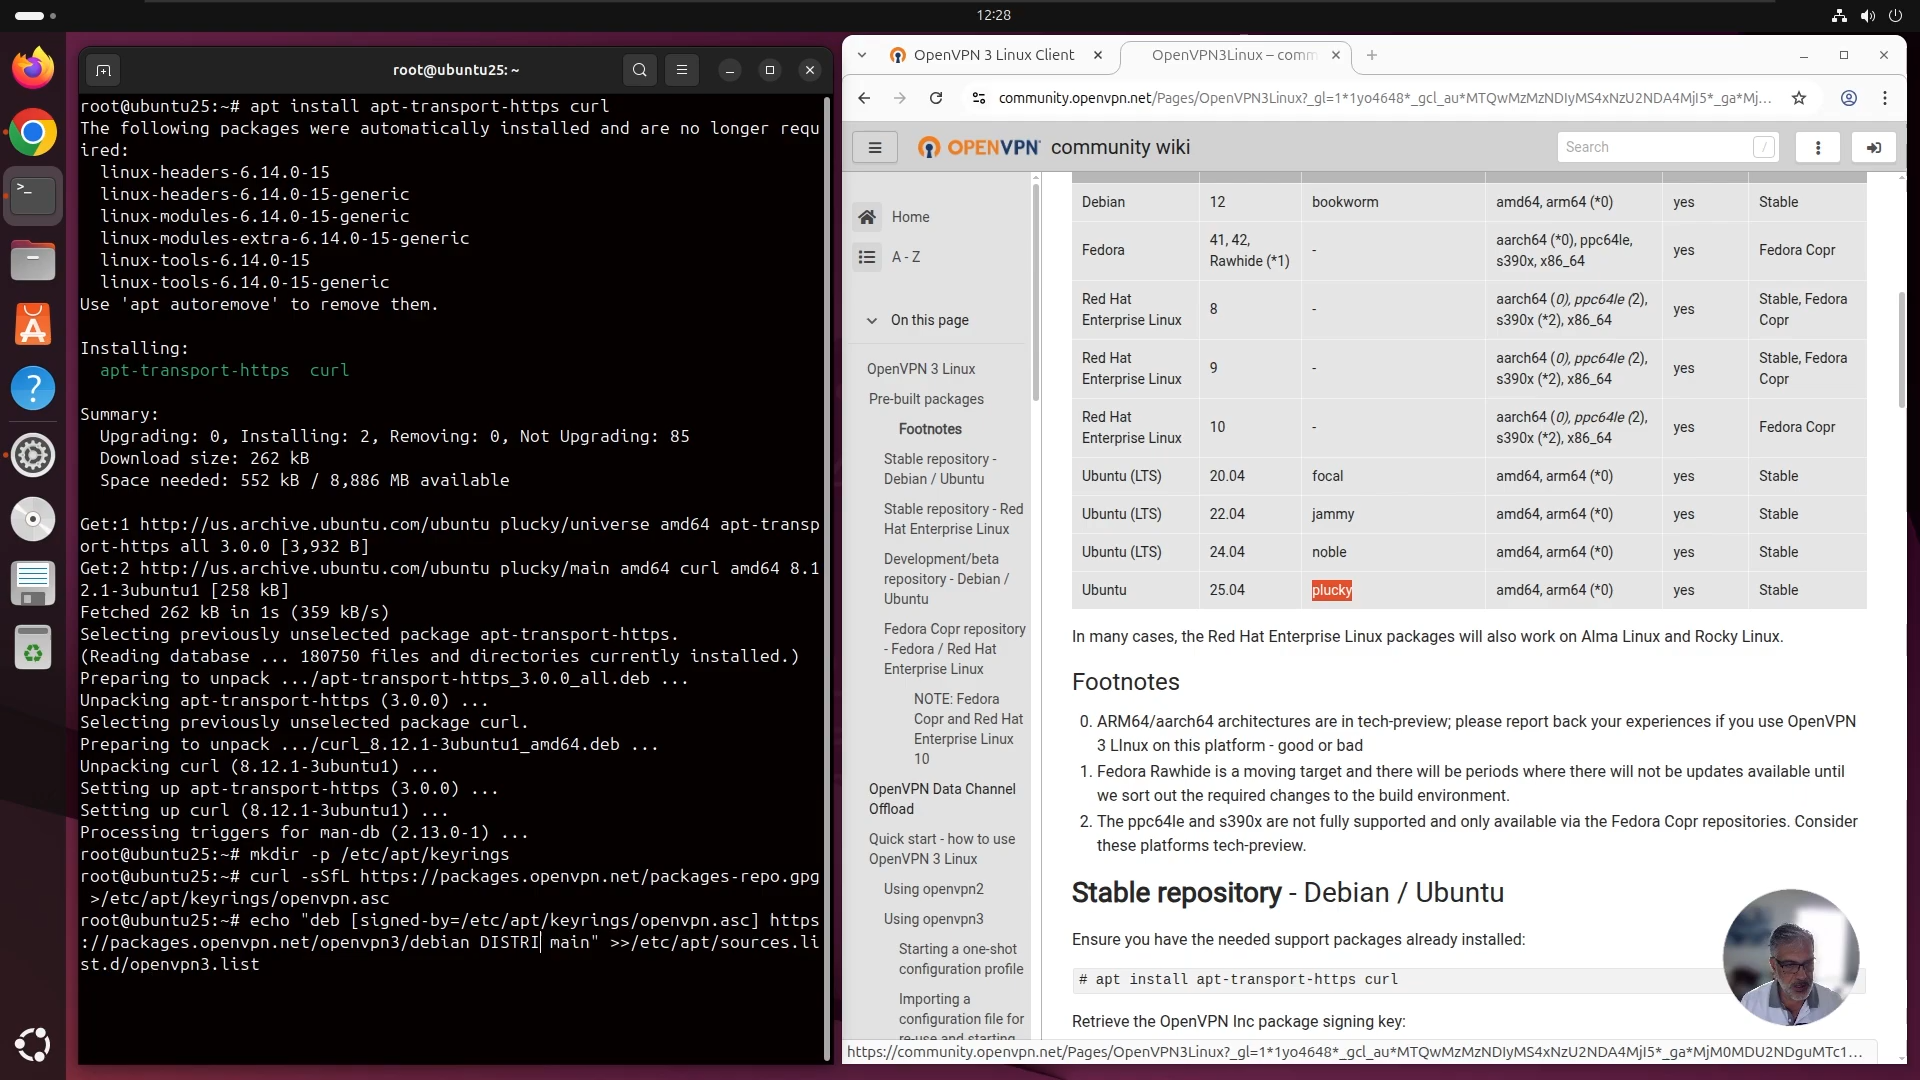 12:28
root@ubuntu25: ~
root@ubuntu25:~# apt install apt-transport-https curl
The following packages were automatically installed and are no longer requ
ired:
linux-headers-6.14.0-15
linux-headers-6.14.0-15-generic
linux-modules-6.14.0-15-generic
linux-modules-extra-6.14.0-15-generic
linux-tools-6.14.0-15
linux-tools-6.14.0-15-generic
Use 'apt autoremove' to remove them.
Installing:
apt-transport-https curl
Summary:
Upgrading: 0, Installing: 2, Removing: 0, Not Upgrading: 85
Download size: 262 kB
Space needed: 552 kB / 8,886 MB available
Get:1 http://us.archive.ubuntu.com/ubuntu plucky/universe amd64 apt-transp
ort-https all 3.0.0 [3,932 B]
Get:2 http://us.archive.ubuntu.com/ubuntu plucky/main amd64 curl amd64 8.1
2.1-3ubuntu1 [258 kB]
Fetched 262 kB in 1s (359 kB/s)
Selecting previously unselected package apt-transport-https.
(Reading database ... 180750 files and directories currently installed.)
Preparing to unpack .../apt-transport-https_3.0.0_all.deb ...
Unpacking apt-transport-https (3.0.0) ...
Selecting previously unselected package curl.
Preparing to unpack .../curl_8.12.1-3ubuntu1_amd64.deb ...
Unpacking curl (8.12.1-3ubuntu1) ...
Setting up apt-transport-https (3.0.0) ...
Setting up curl (8.12.1-3ubuntu1) ...
Processing triggers for man-db (2.13.0-1) ...
root@ubuntu25:~# mkdir -p /etc/apt/keyrings
root@ubuntu25:~# curl -sSfL https://packages.openvpn.net/packages-repo.gpg
>/etc/apt/keyrings/openvpn.asc
root@ubuntu25:~# echo "deb [signed-by=/etc/apt/keyrings/openvpn.asc] https
://packages.openvpn.net/openvpn3/debian DISTRI main" >>/etc/apt/sources.li
st.d/openvpn3.list
OpenVPN 3 Linux Client
OpenVPN3Linux – comm
community.openvpn.net/Pages/OpenVPN3Linux?_gl=1*1yo4648*_gcl_au*MTQwMzMzNDIyMS4xNzU2NDA4MjI5*_ga*Mj...
OPENVPN community wiki
Search /
Home
A - Z
On this page
OpenVPN 3 Linux
Pre-built packages
Footnotes
Stable repository -
Debian / Ubuntu
Stable repository - Red
Hat Enterprise Linux
Development/beta
repository - Debian /
Ubuntu
Fedora Copr repository
- Fedora / Red Hat
Enterprise Linux
NOTE: Fedora
Copr and Red Hat
Enterprise Linux
10
OpenVPN Data Channel
Offload
Quick start - how to use
OpenVPN 3 Linux
Using openvpn2
Using openvpn3
Starting a one-shot
configuration profile
Importing a
configuration file for
re-use and starting
Debian 12 bookworm amd64, arm64 (*0) yes Stable
Fedora 41, 42, Rawhide (*1) - aarch64 (*0), ppc64le, s390x, x86_64 yes Fedora Copr
Red Hat Enterprise Linux 8 - aarch64 (0), ppc64le (2), s390x (*2), x86_64 yes Stable, Fedora Copr
Red Hat Enterprise Linux 9 - aarch64 (0), ppc64le (2), s390x (*2), x86_64 yes Stable, Fedora Copr
Red Hat Enterprise Linux 10 - aarch64 (0), ppc64le (2), s390x (*2), x86_64 yes Fedora Copr
Ubuntu (LTS) 20.04 focal amd64, arm64 (*0) yes Stable
Ubuntu (LTS) 22.04 jammy amd64, arm64 (*0) yes Stable
Ubuntu (LTS) 24.04 noble amd64, arm64 (*0) yes Stable
Ubuntu 25.04 plucky amd64, arm64 (*0) yes Stable
In many cases, the Red Hat Enterprise Linux packages will also work on Alma Linux and Rocky Linux.
Footnotes
0. ARM64/aarch64 architectures are in tech-preview; please report back your experiences if you use OpenVPN
3 LInux on this platform - good or bad
1. Fedora Rawhide is a moving target and there will be periods where there will not be updates available until
we sort out the required changes to the build environment.
2. The ppc64le and s390x are not fully supported and only available via the Fedora Copr repositories. Consider
these platforms tech-preview.
Stable repository - Debian / Ubuntu
Ensure you have the needed support packages already installed:
# apt install apt-transport-https curl
Retrieve the OpenVPN Inc package signing key:
https://community.openvpn.net/Pages/OpenVPN3Linux?_gl=1*1yo4648*_gcl_au*MTQwMzMzNDIyMS4xNzU2NDA4MjI5*_ga*MjM0MDU2NDguMTc1...